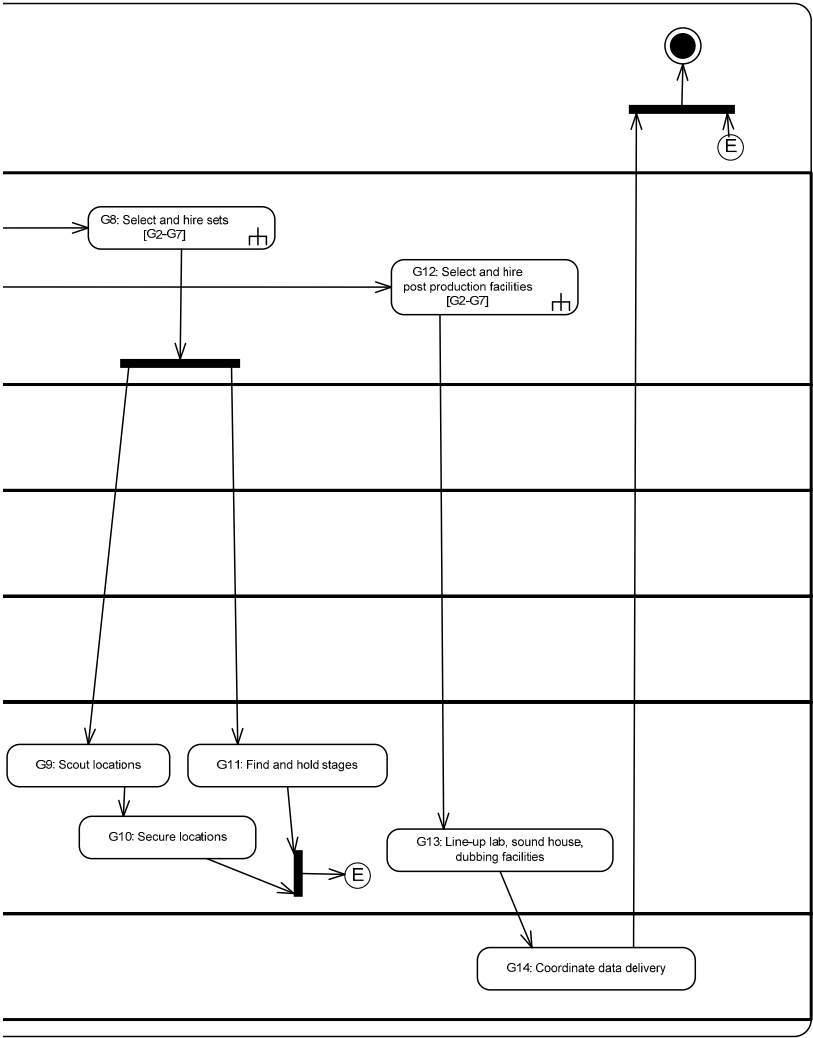 E
G8: Select and hire sets
[G2-G7]
G12: Select and hire
post production facilities
[G2-G7]
G9: Scout locations
G11: Find and hold stages
G10: Secure locations
G13: Line-up lab, sound house,
dubbing facilities
E
G14: Coordinate data delivery